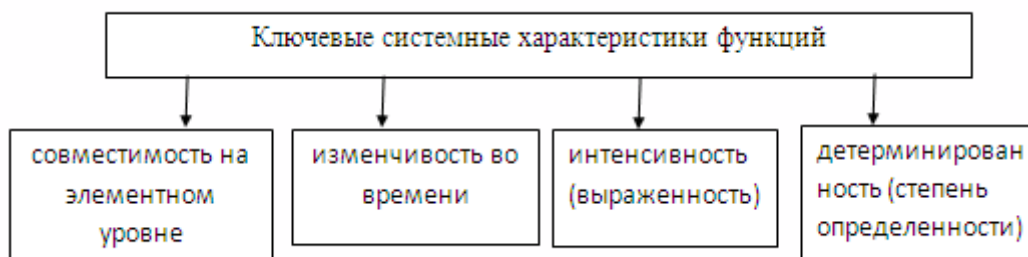 Ключевые системные характеристики функций
совместимость на
элементном
уровне
изменчивость во
времени
интенсивность
(выраженность)
детерминирован
ность (степень
определенности)